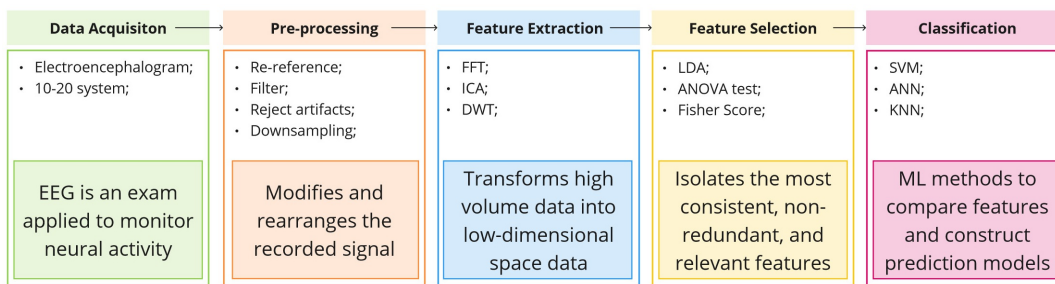 Data Acquisiton
Pre-processing
Feature Extraction
Feature Selection
Classification
• Electroencephalogram;
• 10-20 system;
EEG is an exam
applied to monitor
neural activity
• Re-reference;
• Filter;
• Reject artifacts;
• Downsampling;
Modifies and
rearranges the
recorded signal
• FFT;
• ICA;
• DWT;
Transforms high
volume data into
low-dimensional
space data
• LDA;
• ANOVA test;
• Fisher Score;
Isolates the most
consistent, non-
redundant, and
relevant features
• SVM;
• ANN;
• KNN;
ML methods to
compare features
and construct
prediction models